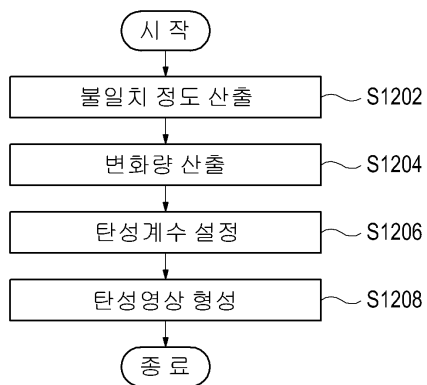 시 작
불일치 정도 산출
S1202
변화량 산출
S1204
탄성계수 설정
S1206
탄성영상 형성
S1208
종 료